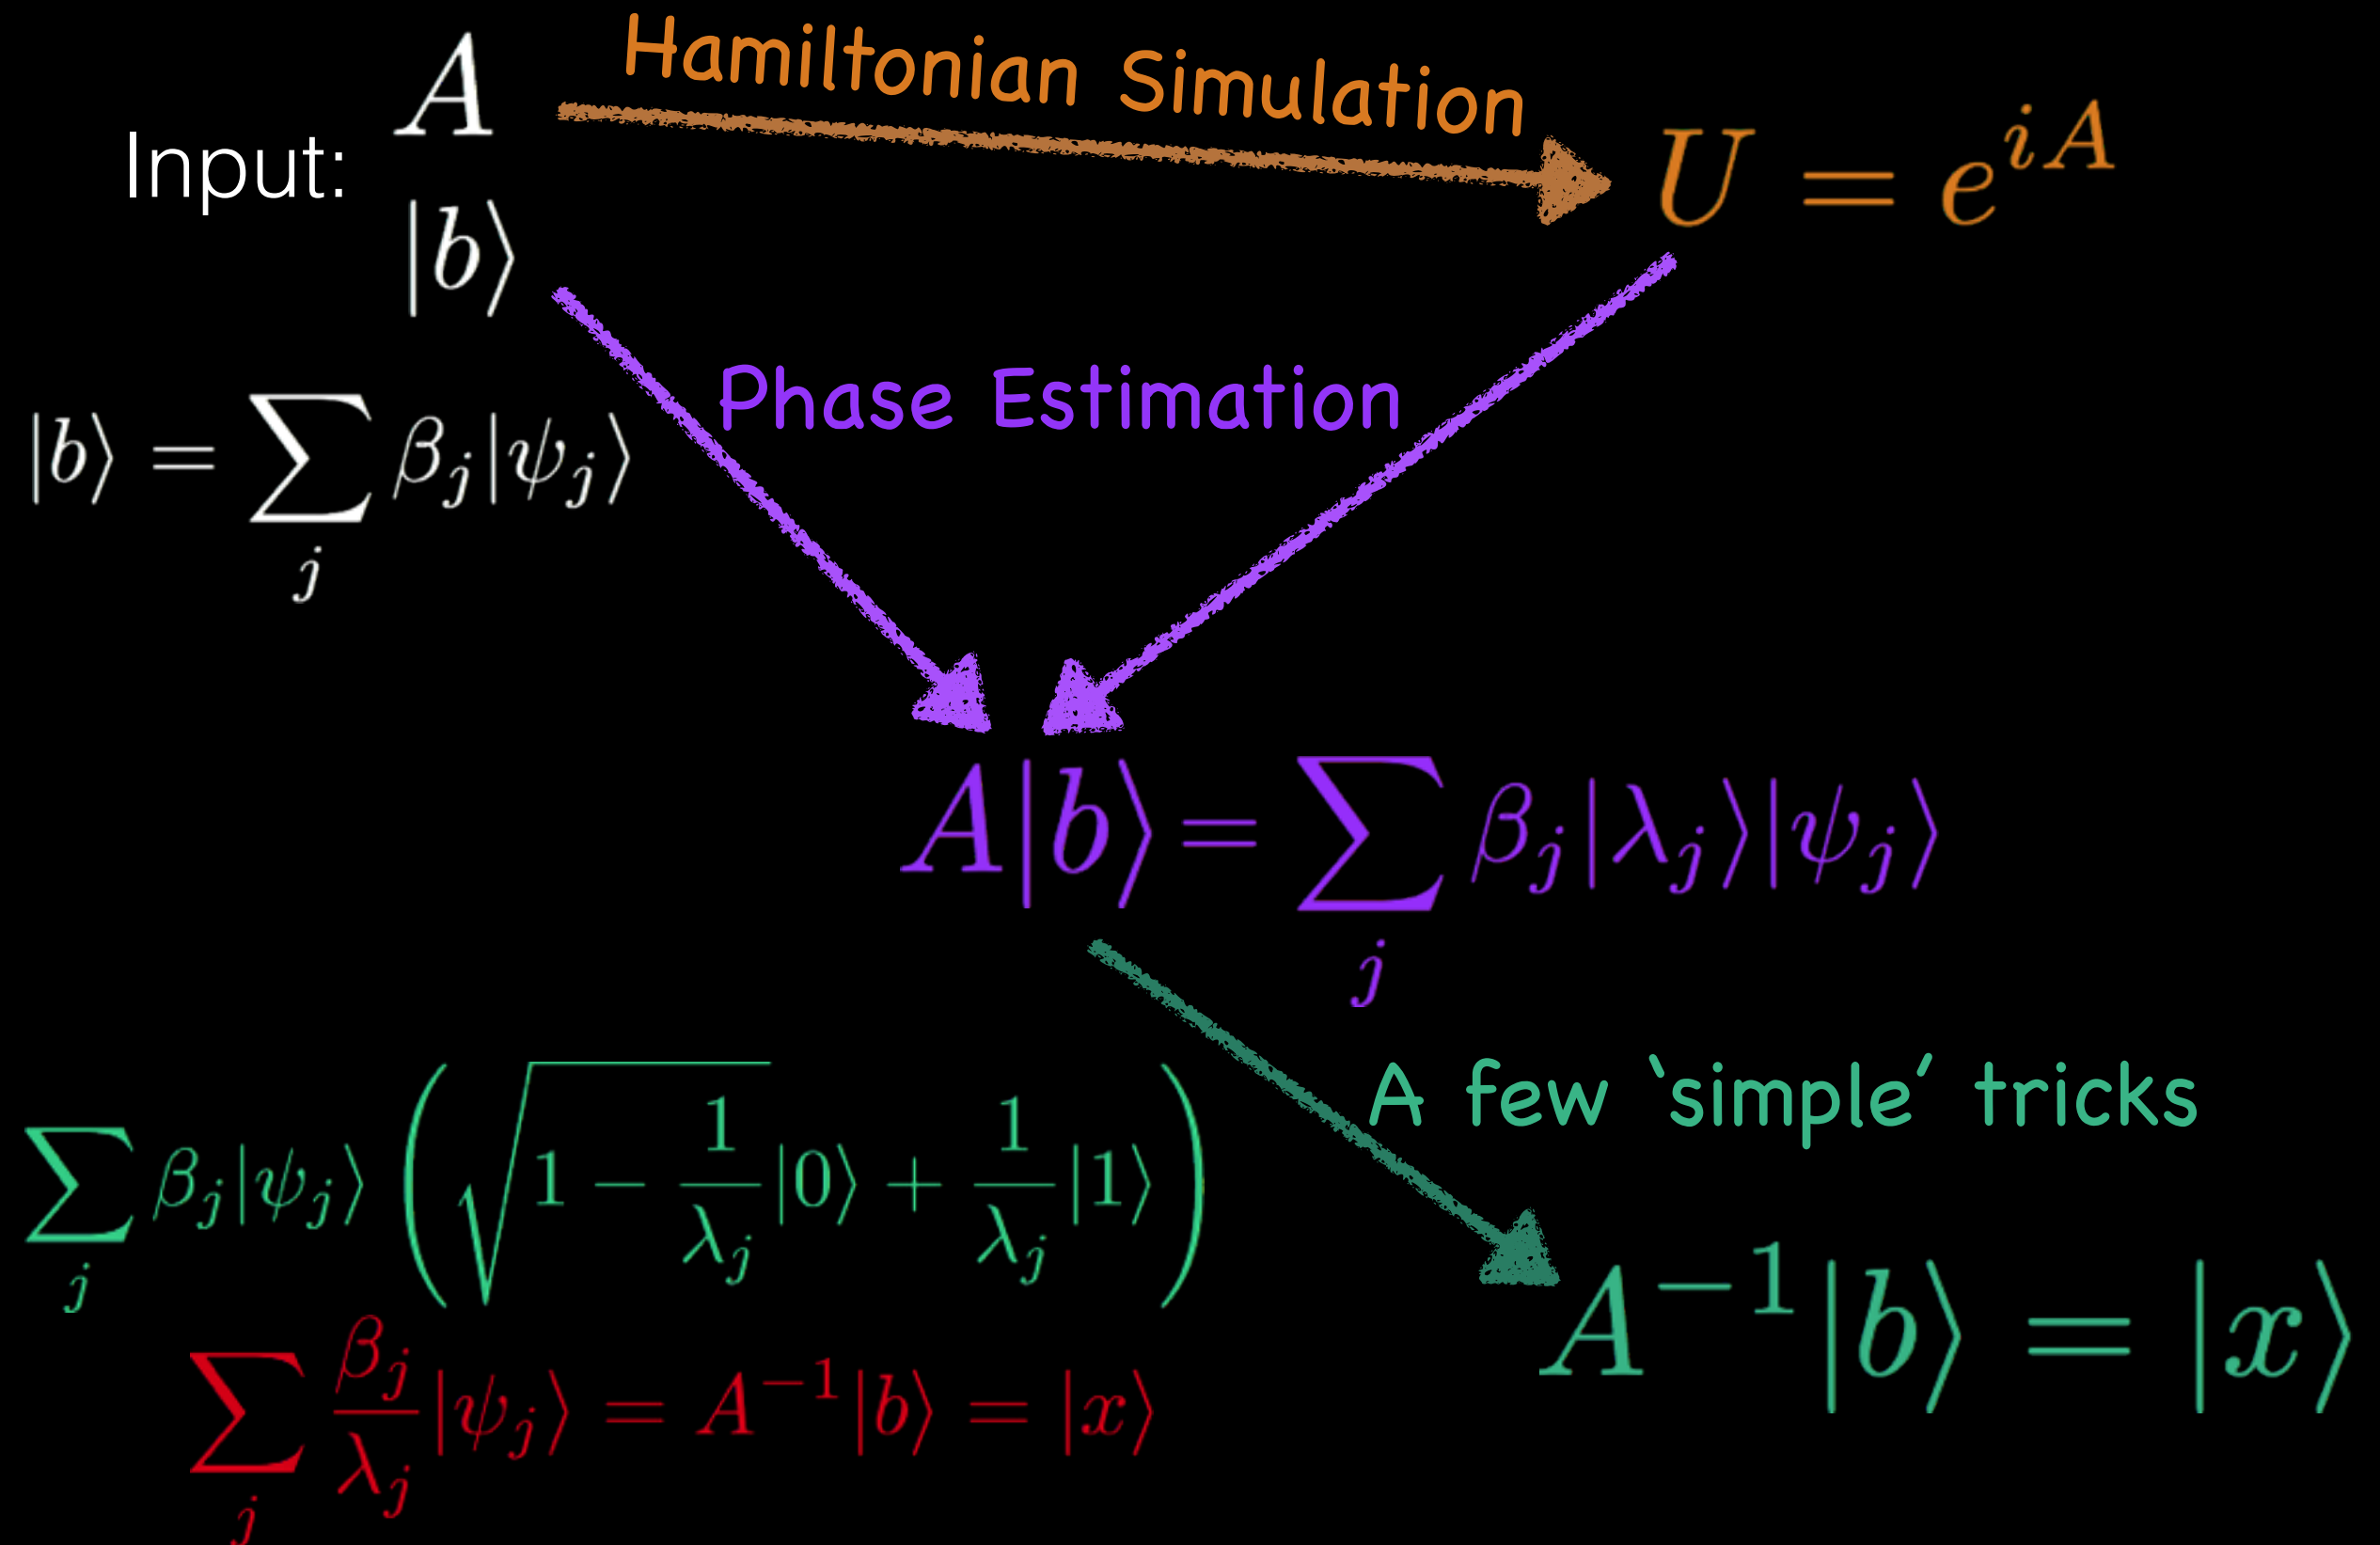 Hamiltonian Simulation
Input:
A
|b⟩
U = e^{iA}
|b⟩ = ∑_j β_j|ψ_j⟩
Phase Estimation
A|b⟩ = ∑_j β_j|λ_j⟩|ψ_j⟩
A few ‵simple′ tricks
∑_j β_j|ψ_j⟩ (√(1 − 1/λ_j)|0⟩ + 1/λ_j|1⟩)
A^{−1}|b⟩ = |x⟩
∑_j β_j/λ_j|ψ_j⟩ = A^{−1}|b⟩ = |x⟩